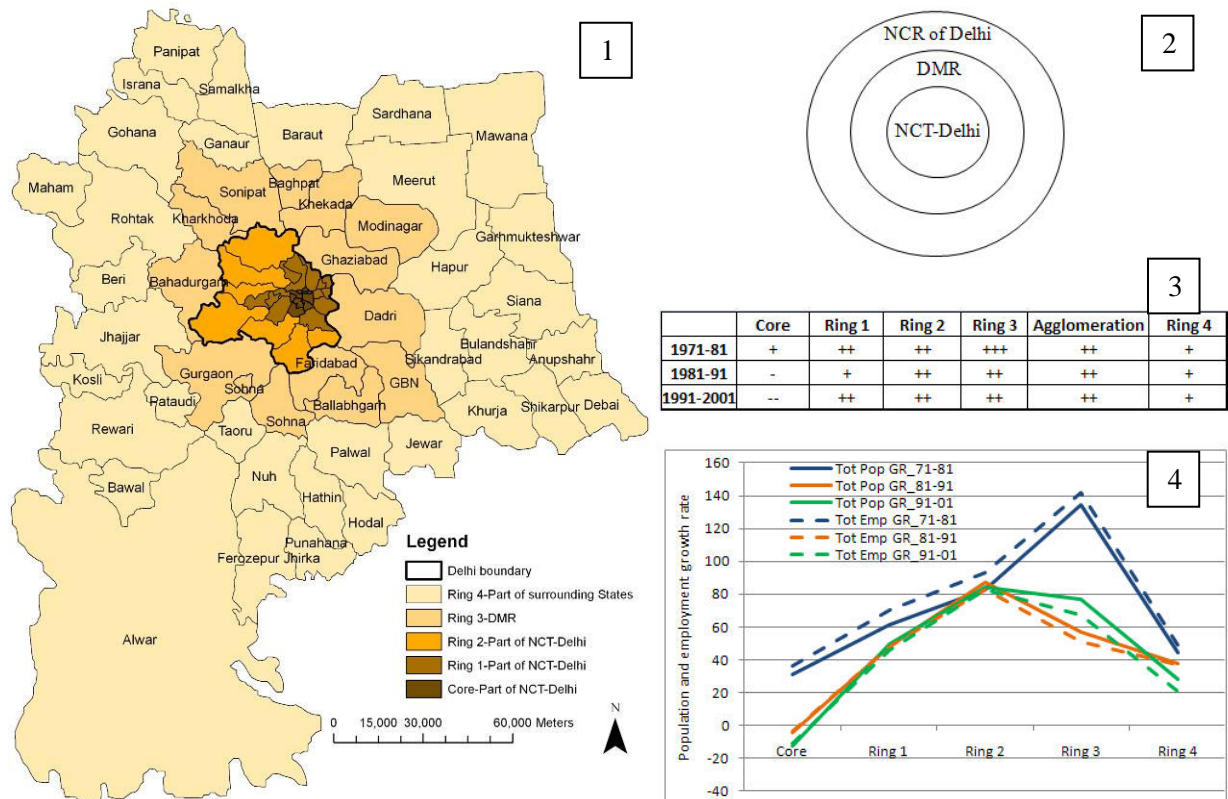 1
Panipat
Israna
Samalkha
Gohana
Ganaur
Baraut
Sardhana
Mawana
Maham
Rohtak
Sonipat
Baghpat
Khekada
Meerut
Kharkhoda
Modinagar
Garhmukteshwar
Beri
Bahadurgarh
Ghaziabad
Hapur
Siana
Jhajjar
Dadri
Bulandshahr
Sikandrabad
Anupshahr
Kosli
Gurgaon
Faridabad
GBN
Pataudi
Sohna
Ballabhgarh
Khurja
Shikarpur
Debai
Rewari
Sohna
Taoru
Palwal
Jewar
Bawal
Nuh
Hathin
Hodal
Punahana
Ferozepur Jhirka
Alwar
Legend
Delhi boundary
Ring 4-Part of surrounding States
Ring 3-DMR
Ring 2-Part of NCT-Delhi
Ring 1-Part of NCT-Delhi
Core-Part of NCT-Delhi
0 15,000 30,000 60,000 Meters
N
2
NCR of Delhi
DMR
NCT-Delhi
3
Core Ring 1 Ring 2 Ring 3 Agglomeration Ring 4
1971-81 + ++ ++ +++ ++ +
1981-91 - + ++ ++ ++ +
1991-2001 -- ++ ++ ++ ++ +
4
Population and employment growth rate
160
140
120
100
80
60
40
20
0
-20
-40
Tot Pop GR_71-81
Tot Pop GR_81-91
Tot Pop GR_91-01
Tot Emp GR_71-81
Tot Emp GR_81-91
Tot Emp GR_91-01
Core Ring 1 Ring 2 Ring 3 Ring 4